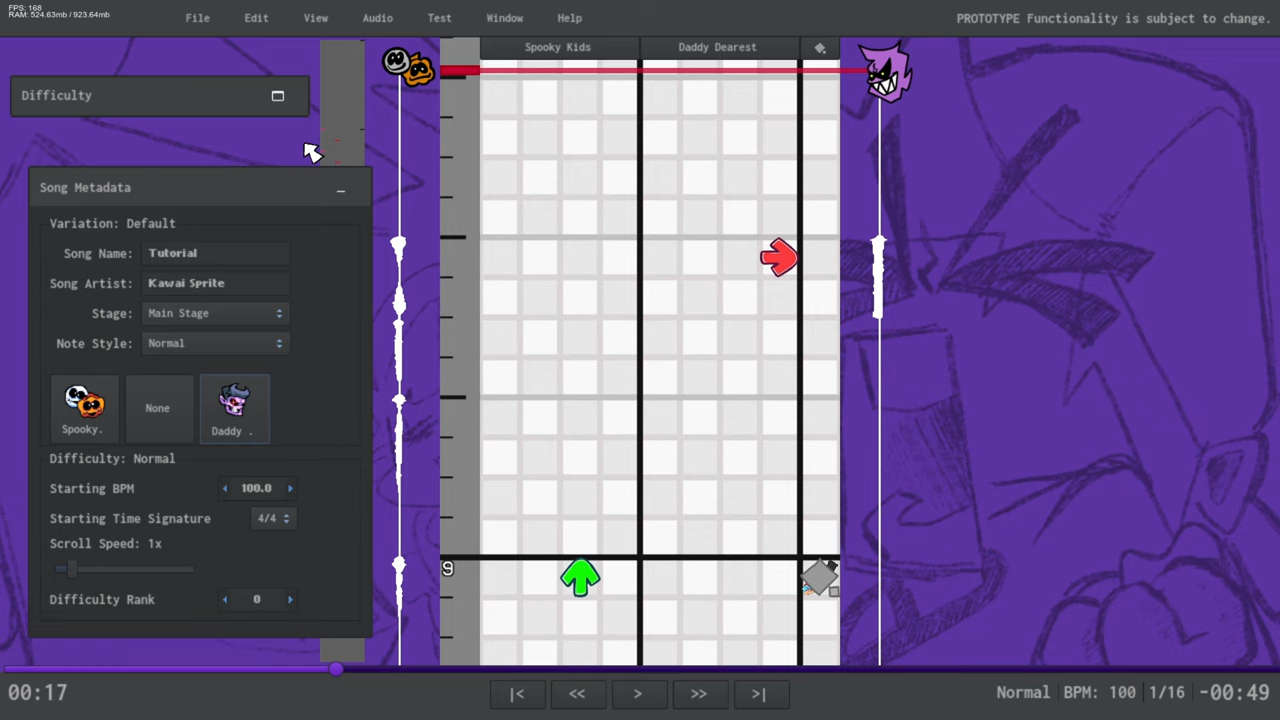 FPS: 168
RAM: 524.63mb / 923.64mb
File Edit View Audio Test Window Help
PROTOTYPE Functionality is subject to change.
Spooky Kids Daddy Dearest
Difficulty
Song Metadata
Variation: Default
Song Name: Tutorial
Song Artist: Kawai Sprite
Stage: Main Stage
Note Style: Normal
Spooky. None Daddy .
Difficulty: Normal
Starting BPM 100.0
Starting Time Signature 4/4
Scroll Speed: 1x
Difficulty Rank 0
9
00:17 |< << > >> >| Normal BPM: 100 1/16 -00:49